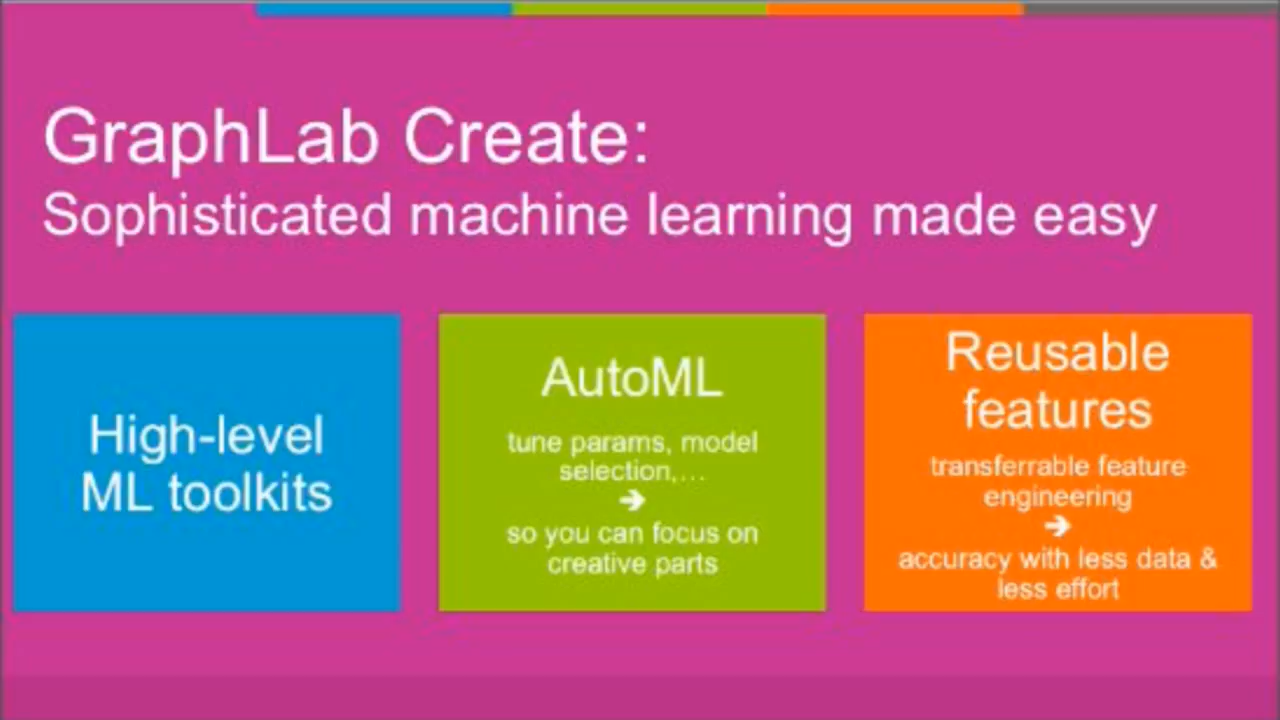 GraphLab Create:
Sophisticated machine learning made easy
High-level
ML toolkits
AutoML
tune params, model
selection,…
➔
so you can focus on
creative parts
Reusable
features
transferrable feature
engineering
➔
accuracy with less data &
less effort